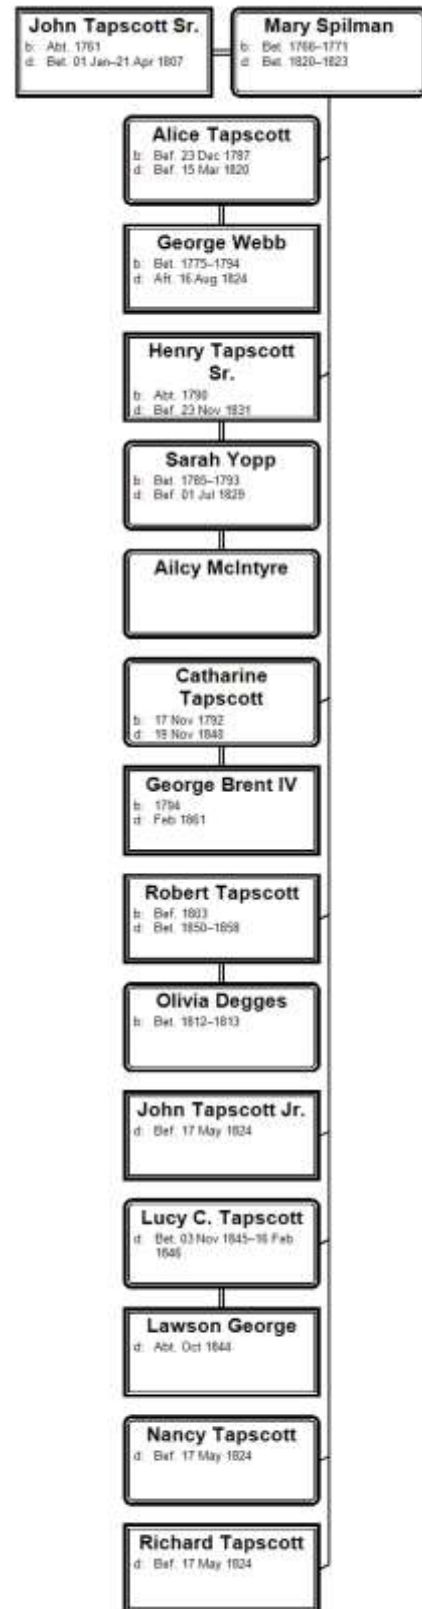 John Tapscott Sr.
b: Abt. 1761
d: Bet. 01 Jan–21 Apr 1807
Mary Spilman
b: Bet. 1766–1771
d: Bet. 1820–1823
Alice Tapscott
b: Bef. 23 Dec 1787
d: Bef. 15 Mar 1820
George Webb
b: Bet. 1775–1794
d: Aft. 16 Aug 1824
Henry Tapscott
Sr.
b: Abt. 1790
d: Bef. 23 Nov 1831
Sarah Yopp
b: Bet. 1785–1793
d: Bef. 01 Jul 1829
Ailcy McIntyre
Catharine
Tapscott
b: 17 Nov 1792
d: 19 Nov 1848
George Brent IV
b: 1794
d: Feb 1861
Robert Tapscott
b: Bef. 1803
d: Bet. 1850–1858
Olivia Degges
b: Bet. 1812–1813
John Tapscott Jr.
d: Bef. 17 May 1824
Lucy C. Tapscott
d: Bet. 03 Nov 1845–16 Feb
1846
Lawson George
d: Abt. Oct 1844
Nancy Tapscott
d: Bef. 17 May 1824
Richard Tapscott
d: Bef. 17 May 1824